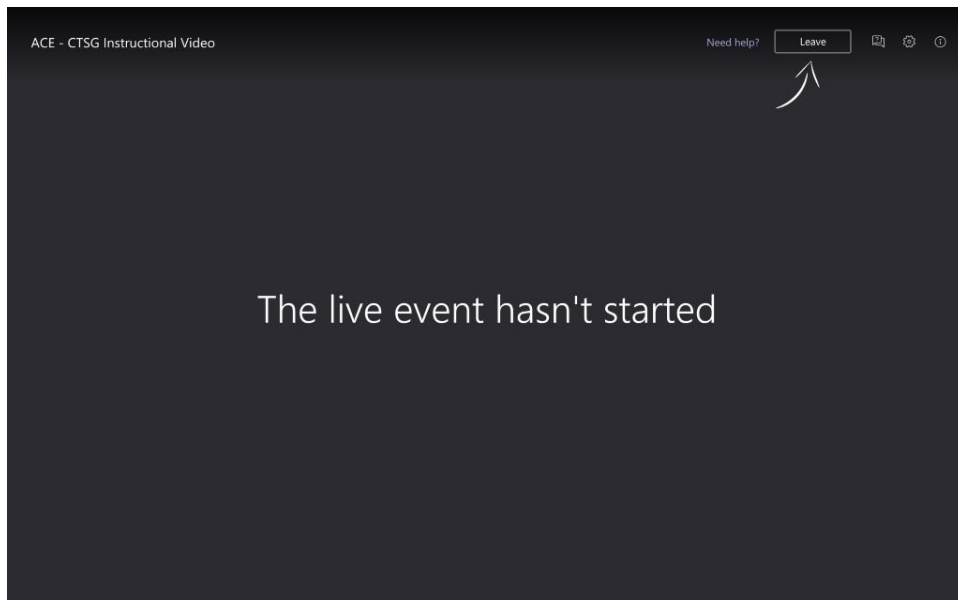 ACE - CTSG Instructional Video
Need help?
Leave
The live event hasn't started